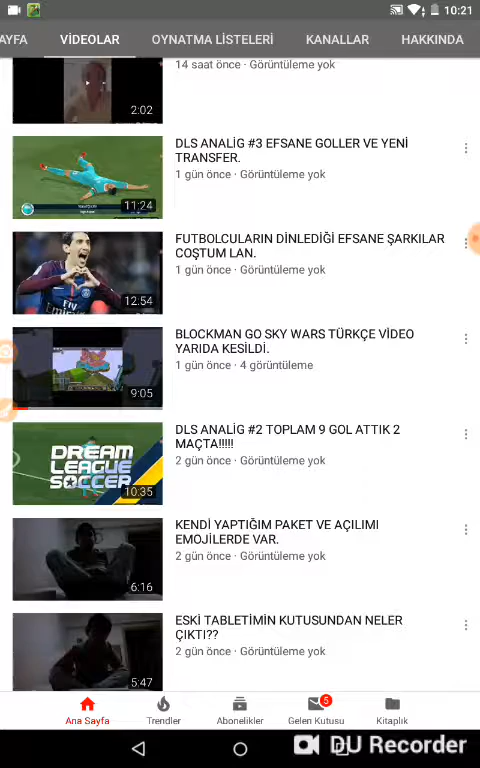 10:21
AYFA VİDEOLAR OYNATMA LİSTELERİ KANALLAR HAKKINDA
14 saat önce · Görüntüleme yok
2:02
DLS ANALİG #3 EFSANE GOLLER VE YENİ
TRANSFER.
1 gün önce · Görüntüleme yok
11:24
FUTBOLCULARIN DİNLEDİĞİ EFSANE ŞARKILAR
COŞTUM LAN.
1 gün önce · Görüntüleme yok
12:54
BLOCKMAN GO SKY WARS TÜRKÇE VİDEO
YARIDA KESİLDİ.
1 gün önce · 4 görüntüleme
9:05
DLS ANALİG #2 TOPLAM 9 GOL ATTIK 2
MAÇTA!!!!!
2 gün önce · Görüntüleme yok
DREAM
LEAGUE
SOCCER
10:35
KENDİ YAPTIĞIM PAKET VE AÇILIMI
EMOJİLERDE VAR.
2 gün önce · Görüntüleme yok
6:16
ESKİ TABLETİMİN KUTUSUNDAN NELER
ÇIKTI??
2 gün önce · Görüntüleme yok
5:47
5
Ana Sayfa Trendler Abonelikler Gelen Kutusu Kitaplık
DU Recorder